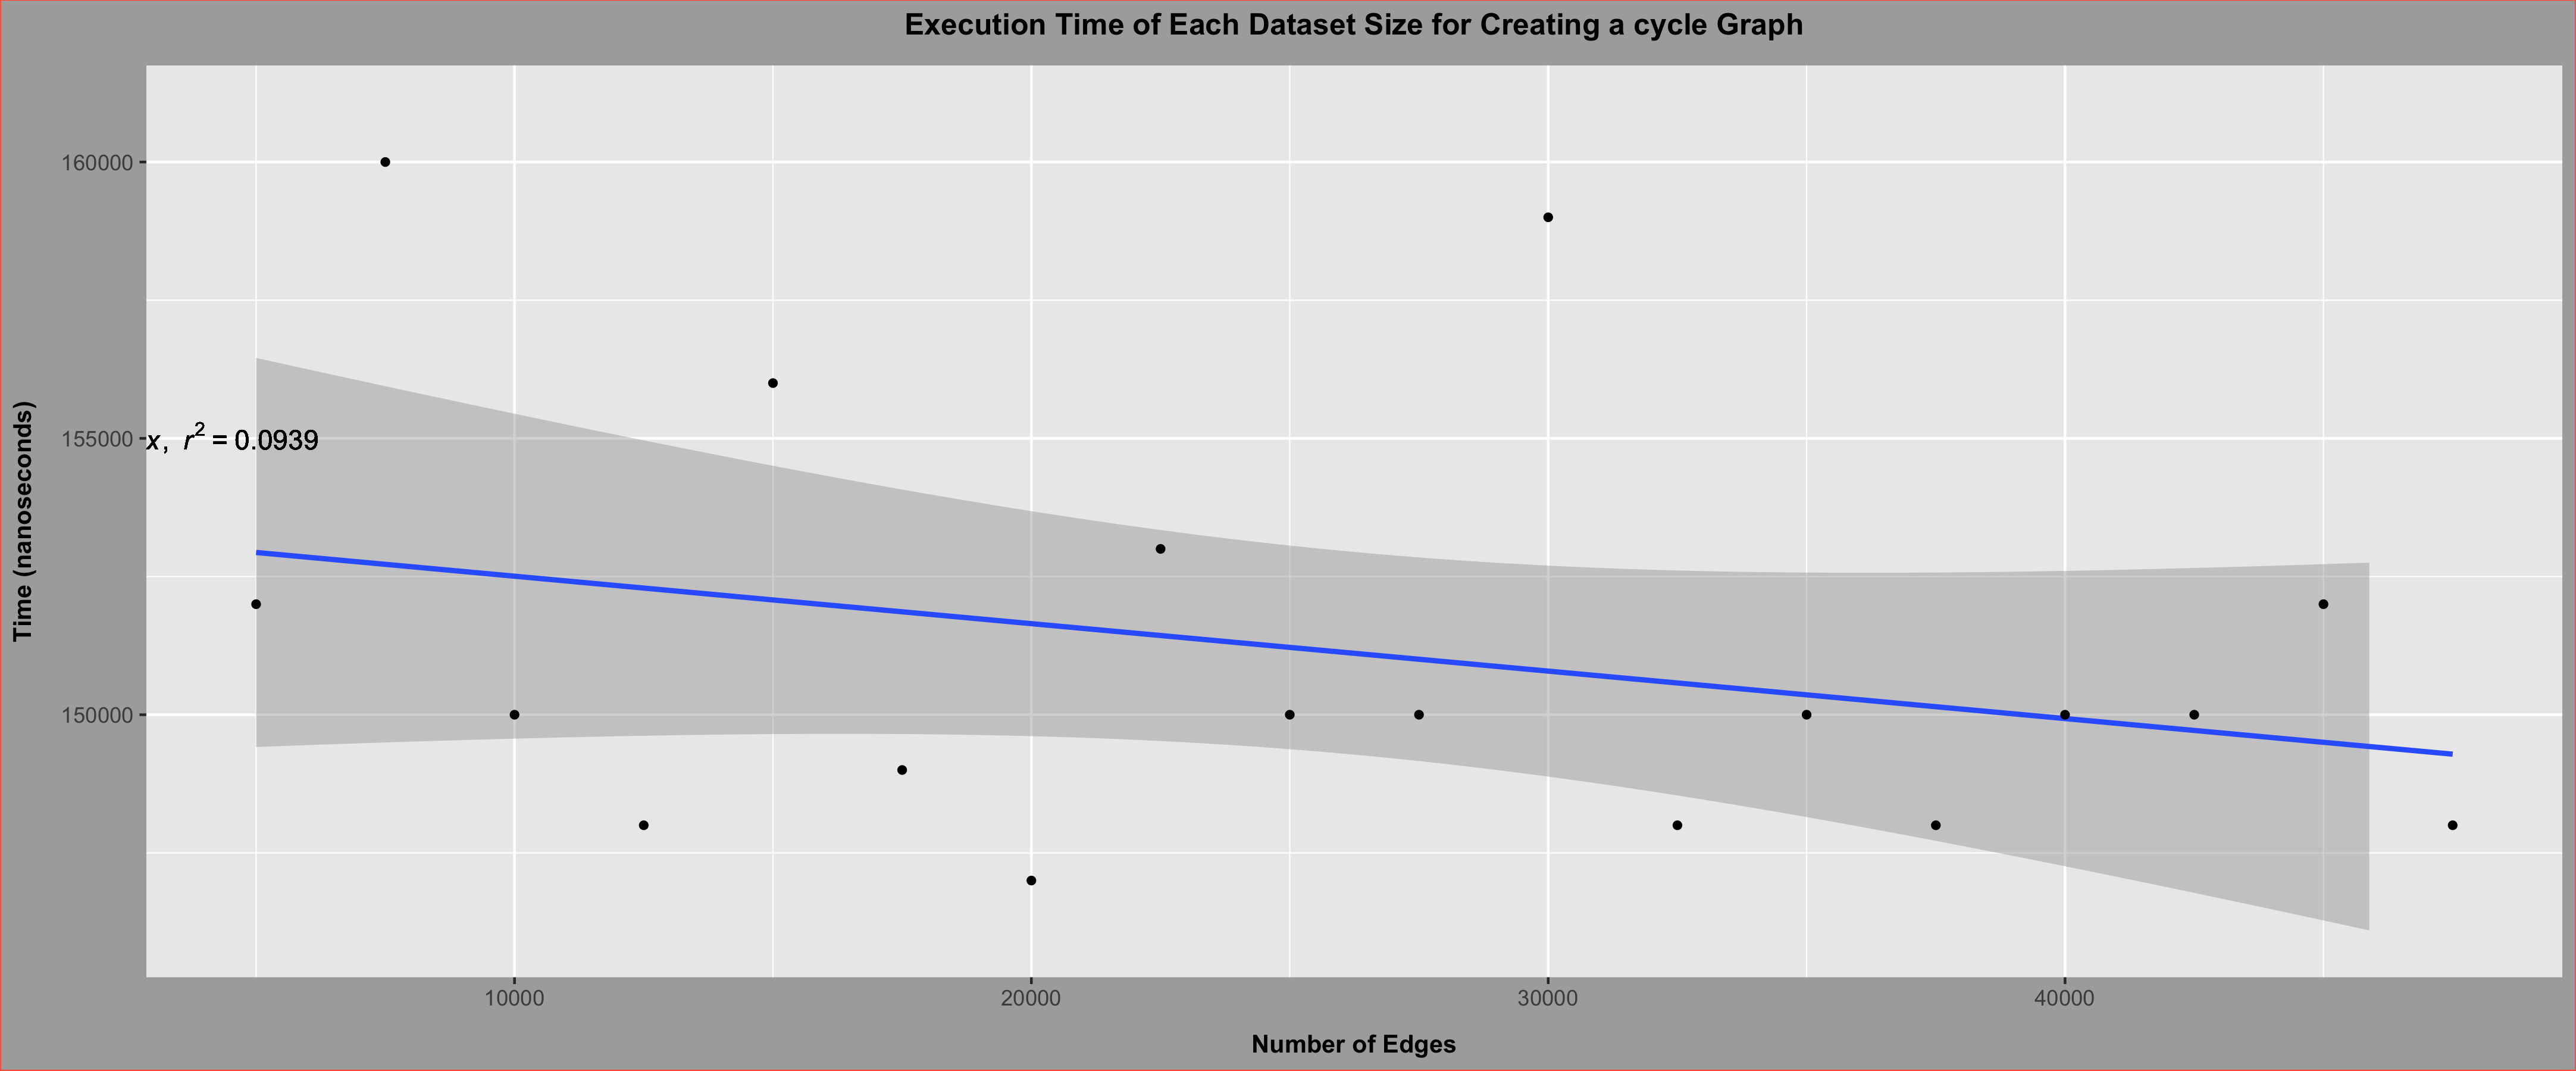 Execution Time of Each Dataset Size for Creating a cycle Graph
160000
155000
x, r² = 0.0939
150000
Time (nanoseconds)
10000 20000 30000 40000
Number of Edges